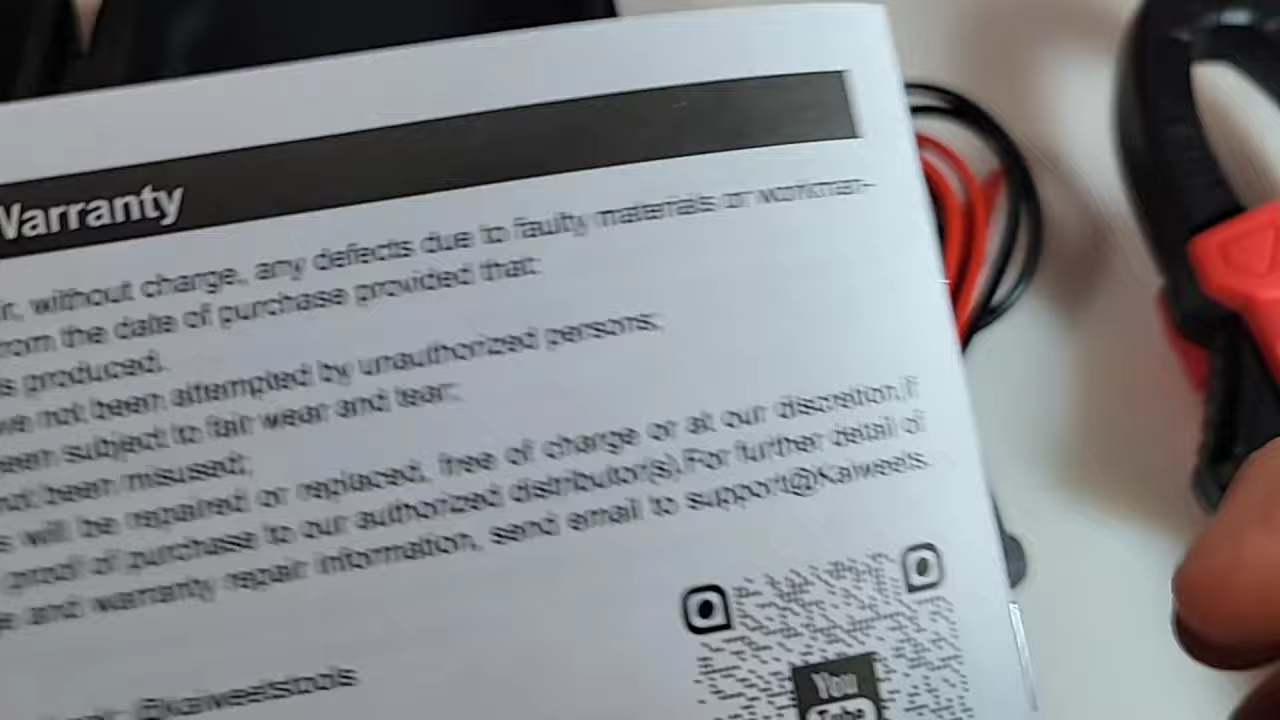 Warranty
without charge, any defects due to faulty materials or workman-
from the date of purchase provided that:
produced.
not been attempted by unauthorized persons;
been subject to fair wear and tear;
not been misused;
will be repaired or replaced, free of charge or at our discretion,if
proof of purchase to our authorized distributor(s).For further detail of
and warranty repair information, send email to support@Kaiweets.
@kaiweetstools
You
Tube